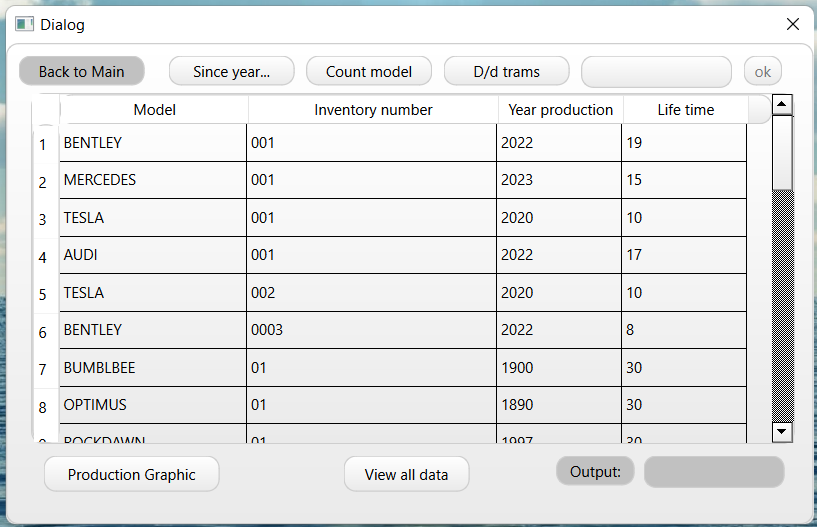 Dialog
Back to Main Since year... Count model D/d trams ok
Model Inventory number Year production Life time
1 BENTLEY 001 2022 19
2 MERCEDES 001 2023 15
3 TESLA 001 2020 10
4 AUDI 001 2022 17
5 TESLA 002 2020 10
6 BENTLEY 0003 2022 8
7 BUMBLBEE 01 1900 30
8 OPTIMUS 01 1890 30
9 ROCKDAWN 01 1997 30
Production Graphic View all data Output: